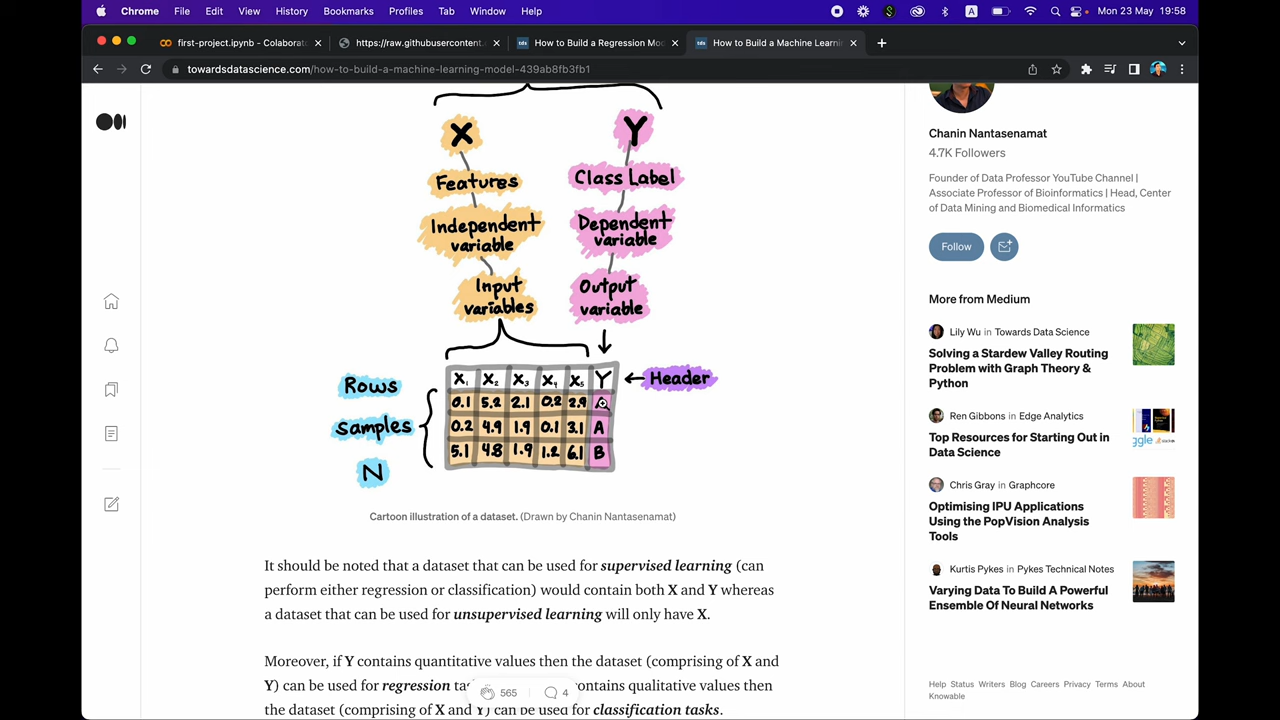 Chrome File Edit View History Bookmarks Profiles Tab Window Help
A
Mon 23 May 19:58
first-project.ipynb - Colaborat
https://raw.githubusercontent.
tds How to Build a Regression Mod
tds How to Build a Machine Learni
towardsdatascience.com/how-to-build-a-machine-learning-model-439ab8fb3fb1
X Y
Features Class Label
Independent variable
Dependent variable
Input variables
Output variable
Rows
Samples
N
X1 X2 X3 X4 X5 Y
Header
0.1 5.2 2.1 0.2 2.9
0.2 4.9 1.9 0.1 3.1 A
5.1 4.8 1.9 1.2 6.1 B
Cartoon illustration of a dataset. (Drawn by Chanin Nantasenamat)
It should be noted that a dataset that can be used for supervised learning (can
perform either regression or classification) would contain both X and Y whereas
a dataset that can be used for unsupervised learning will only have X.
Moreover, if Y contains quantitative values then the dataset (comprising of X and
Y) can be used for regression ta
ontains qualitative values then
the dataset (comprising of X and Y) can be used for classification tasks.
565 4
Chanin Nantasenamat
4.7K Followers
Founder of Data Professor YouTube Channel |
Associate Professor of Bioinformatics | Head, Center
of Data Mining and Biomedical Informatics
Follow
More from Medium
Lily Wu in Towards Data Science
Solving a Stardew Valley Routing
Problem with Graph Theory &
Python
Ren Gibbons in Edge Analytics
Top Resources for Starting Out in
Data Science
ggle
Chris Gray in Graphcore
Optimising IPU Applications
Using the PopVision Analysis
Tools
Kurtis Pykes in Pykes Technical Notes
Varying Data To Build A Powerful
Ensemble Of Neural Networks
Help Status Writers Blog Careers Privacy Terms About
Knowable